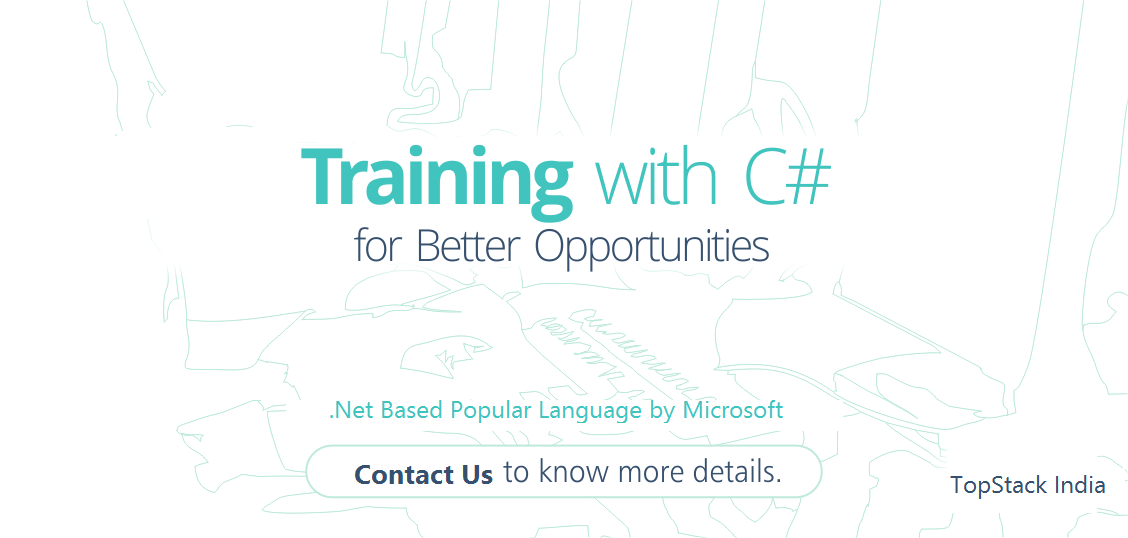 Training with C#
for Better Opportunities
.Net Based Popular Language by Microsoft
Contact Us to know more details.
TopStack India